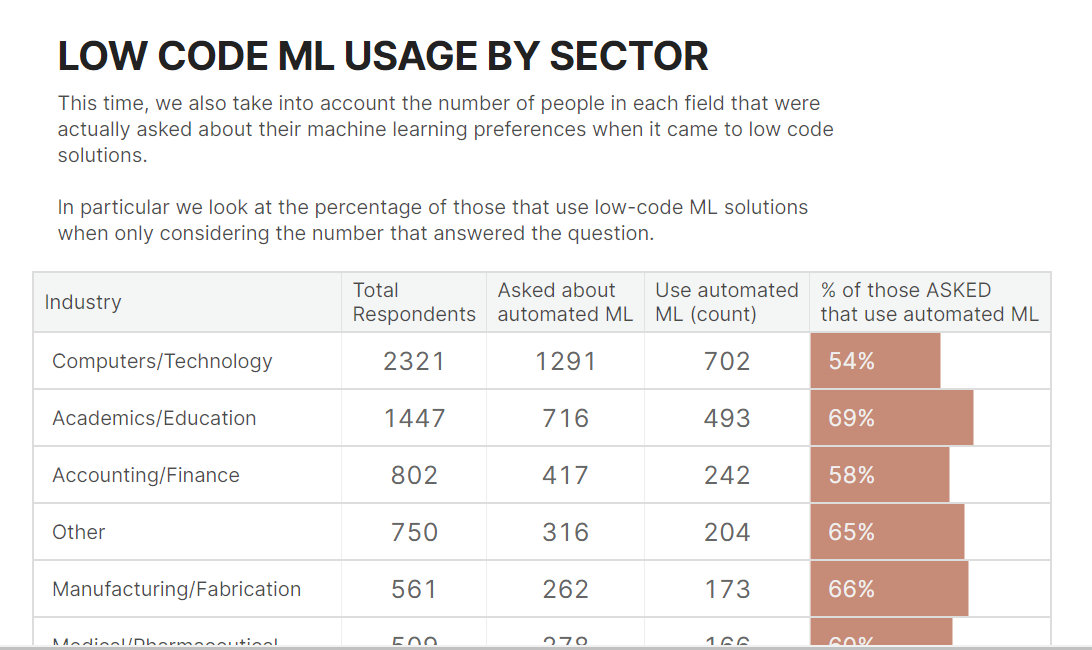 LOW CODE ML USAGE BY SECTOR
This time, we also take into account the number of people in each field that were
actually asked about their machine learning preferences when it came to low code
solutions.
In particular we look at the percentage of those that use low-code ML solutions
when only considering the number that answered the question.
Industry Total Respondents Asked about automated ML Use automated ML (count) % of those ASKED that use automated ML
Computers/Technology 2321 1291 702 54%
Academics/Education 1447 716 493 69%
Accounting/Finance 802 417 242 58%
Other 750 316 204 65%
Manufacturing/Fabrication 561 262 173 66%
Medical/Pharmaceutical 509 278 166